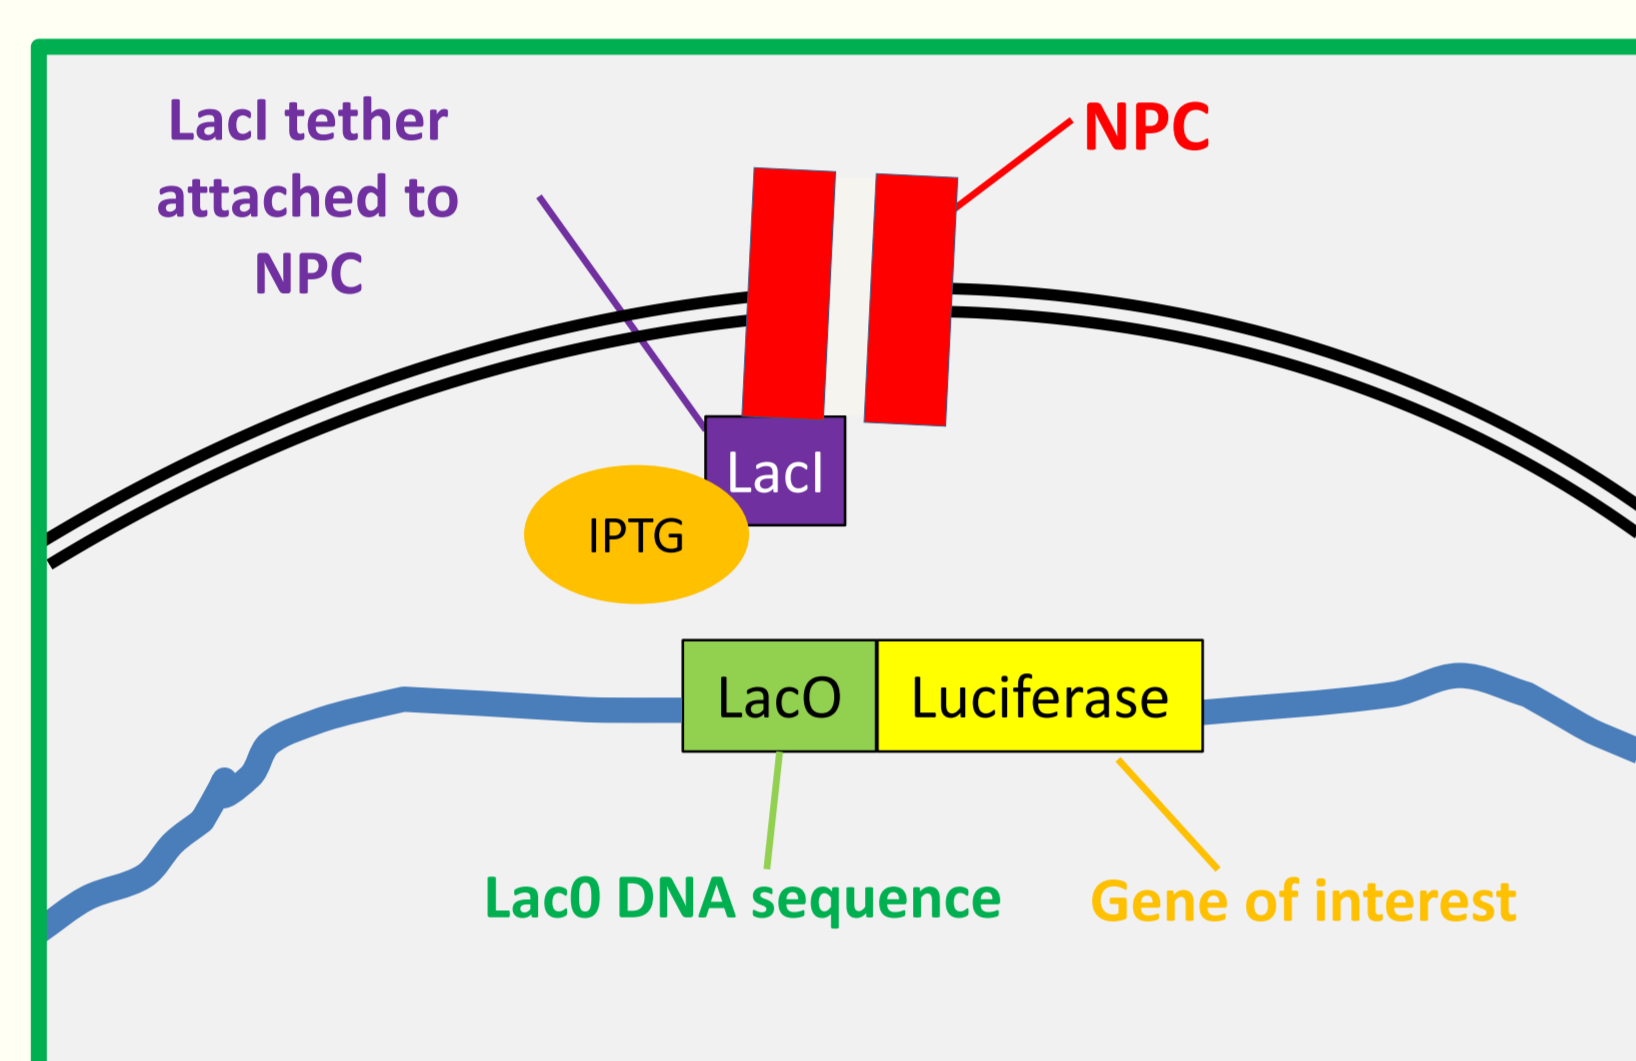 LacI tether
attached to
NPC
NPC
LacI
IPTG
LacO
Luciferase
Lac0 DNA sequence
Gene of interest